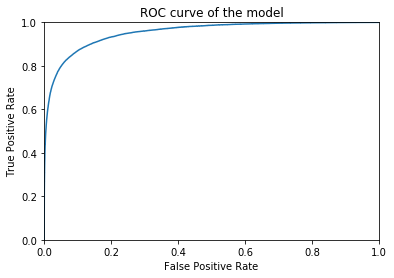 ROC curve of the model
1.0
0.8
0.6
0.4
0.2
0.0
True Positive Rate
0.0 0.2 0.4 0.6 0.8 1.0
False Positive Rate